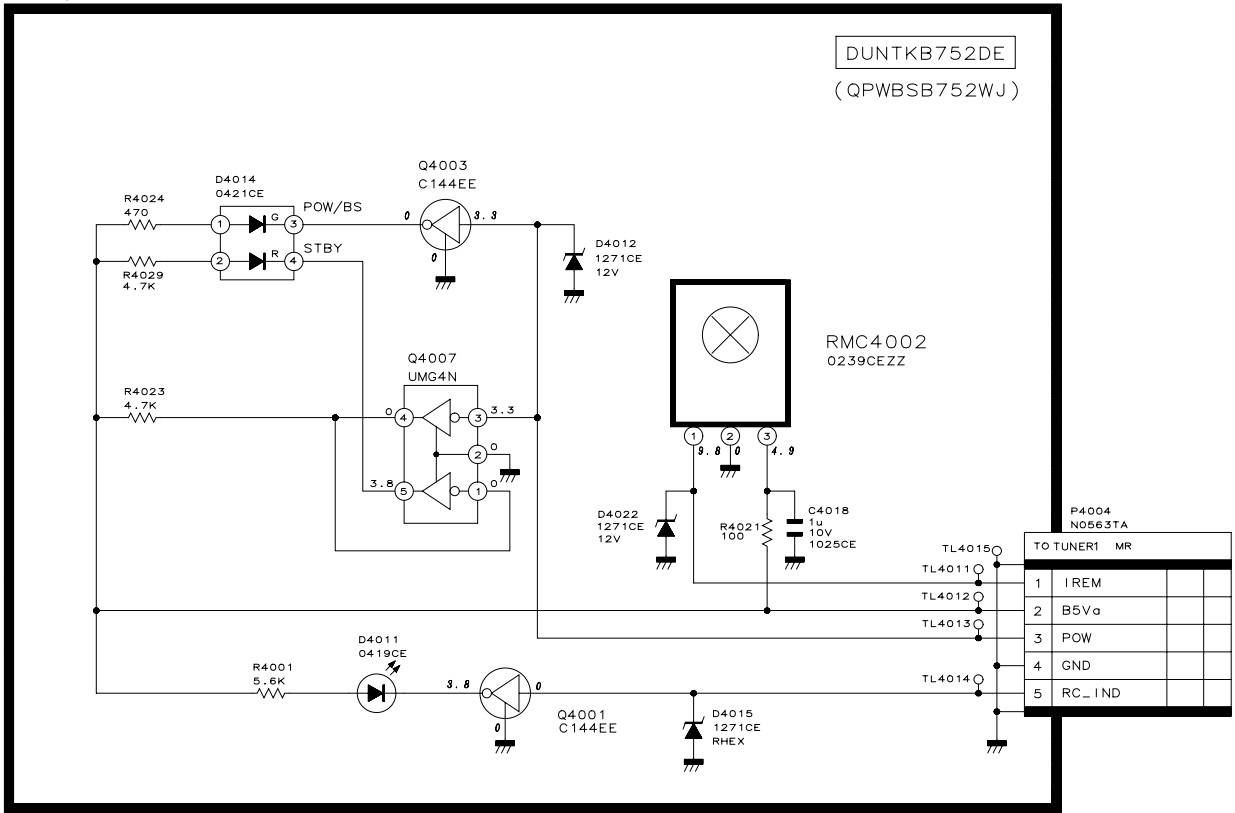 DUNTKB752DE
(QPWBSB752WJ)
Q4003
C144EE
D4014
0421CE
R4024
470
POW/BS
1
G
3
0
3.3
STBY
2
R
4
0
R4029
4.7K
D4012
1271CE
12V
RMC4002
0239CEZZ
Q4007
UMG4N
R4023
4.7K
0
4
3
3.3
2
0
3.8
5
1
0
1
2
3
9.8
0
4.9
D4022
1271CE
12V
R4021
100
C4018
1u
10V
1025CE
P4004
N0563TA
TO TUNER1 MR
TL4015
TL4011
1 IREM
TL4012
2 B5Va
TL4013
3 POW
4 GND
TL4014
5 RC_IND
D4011
0419CE
R4001
5.6K
3.8
0
0
Q4001
C144EE
D4015
1271CE
RHEX